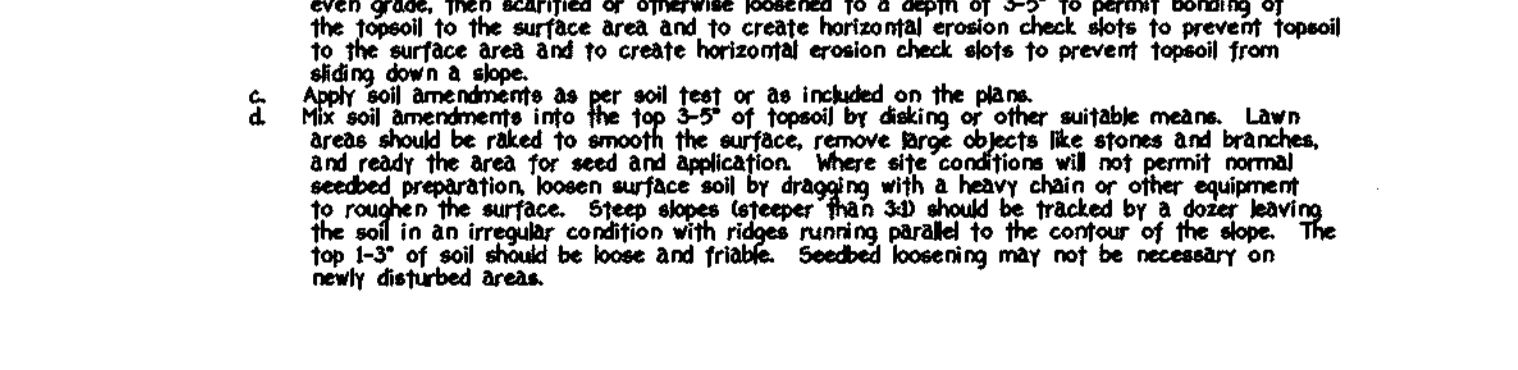 even grade, then scarified or otherwise loosened to a depth of 3-5" to permit bonding of
the topsoil to the surface area and to create horizontal erosion check slots to prevent topsoil
to the surface area and to create horizontal erosion check slots to prevent topsoil from
sliding down a slope.
c. Apply soil amendments as per soil test or as included on the plans.
d. Mix soil amendments into the top 3-5" of topsoil by disking or other suitable means. Lawn
areas should be raked to smooth the surface, remove large objects like stones and branches,
and ready the area for seed and application. Where site conditions will not permit normal
seedbed preparation, loosen surface soil by dragging with a heavy chain or other equipment
to roughen the surface. Steep slopes (steeper than 3:1) should be tracked by a dozer leaving
the soil in an irregular condition with ridges running parallel to the contour of the slope. The
top 1-3" of soil should be loose and friable. Seedbed loosening may not be necessary on
newly disturbed areas.